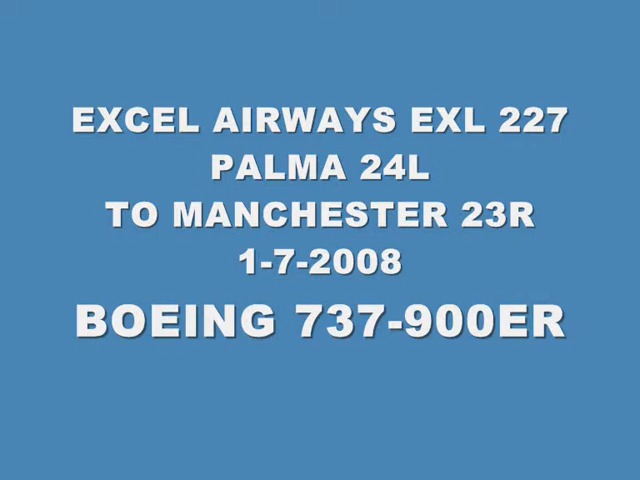 EXCEL AIRWAYS EXL 227
PALMA 24L
TO MANCHESTER 23R
1-7-2008
BOEING 737-900ER